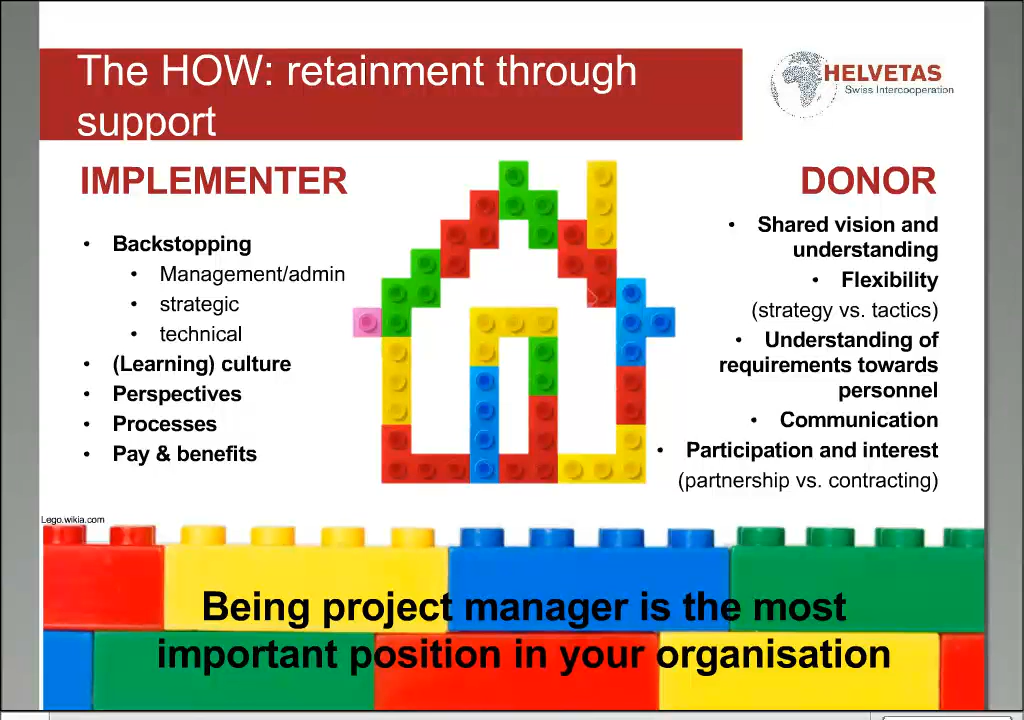 The HOW: retainment through
support
HELVETAS
Swiss Intercooperation
IMPLEMENTER
• Backstopping
• Management/admin
• strategic
• technical
• (Learning) culture
• Perspectives
• Processes
• Pay & benefits
DONOR
• Shared vision and
understanding
• Flexibility
(strategy vs. tactics)
• Understanding of
requirements towards
personnel
• Communication
• Participation and interest
(partnership vs. contracting)
Lego.wikia.com
Being project manager is the most
important position in your organisation